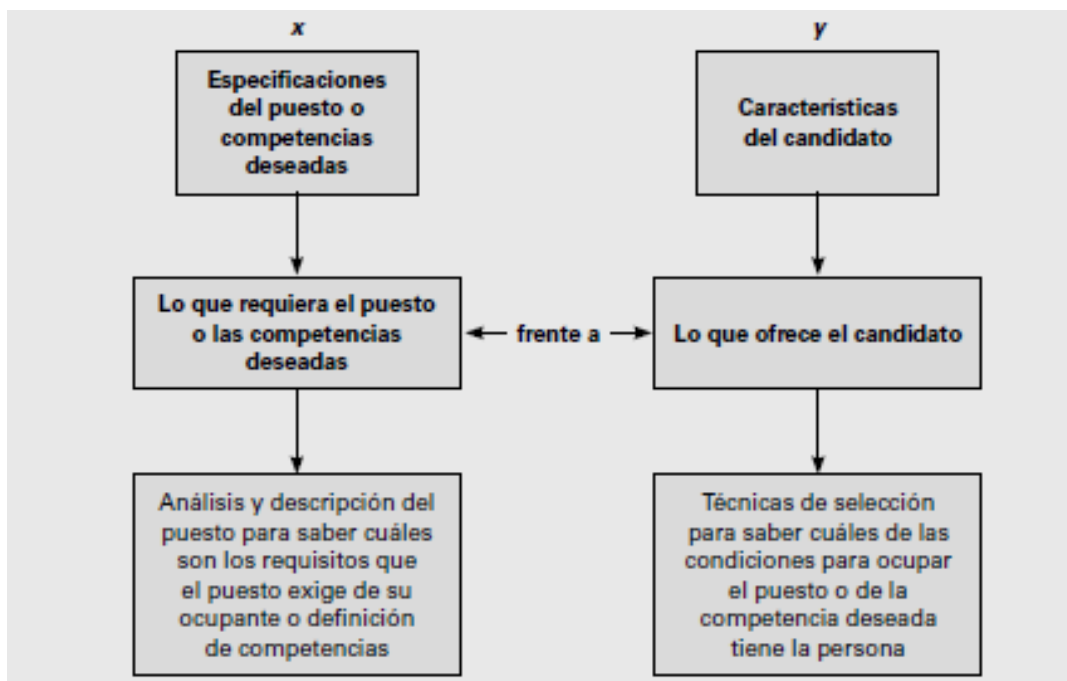 x
Especificaciones
del puesto o
competencias
deseadas
y
Características
del candidato
Lo que requiera el puesto
o las competencias
deseadas
frente a
Lo que ofrece el candidato
Análisis y descripción del
puesto para saber cuáles
son los requisitos que
el puesto exige de su
ocupante o definición
de competencias
Técnicas de selección
para saber cuáles de las
condiciones para ocupar
el puesto o de la
competencia deseada
tiene la persona